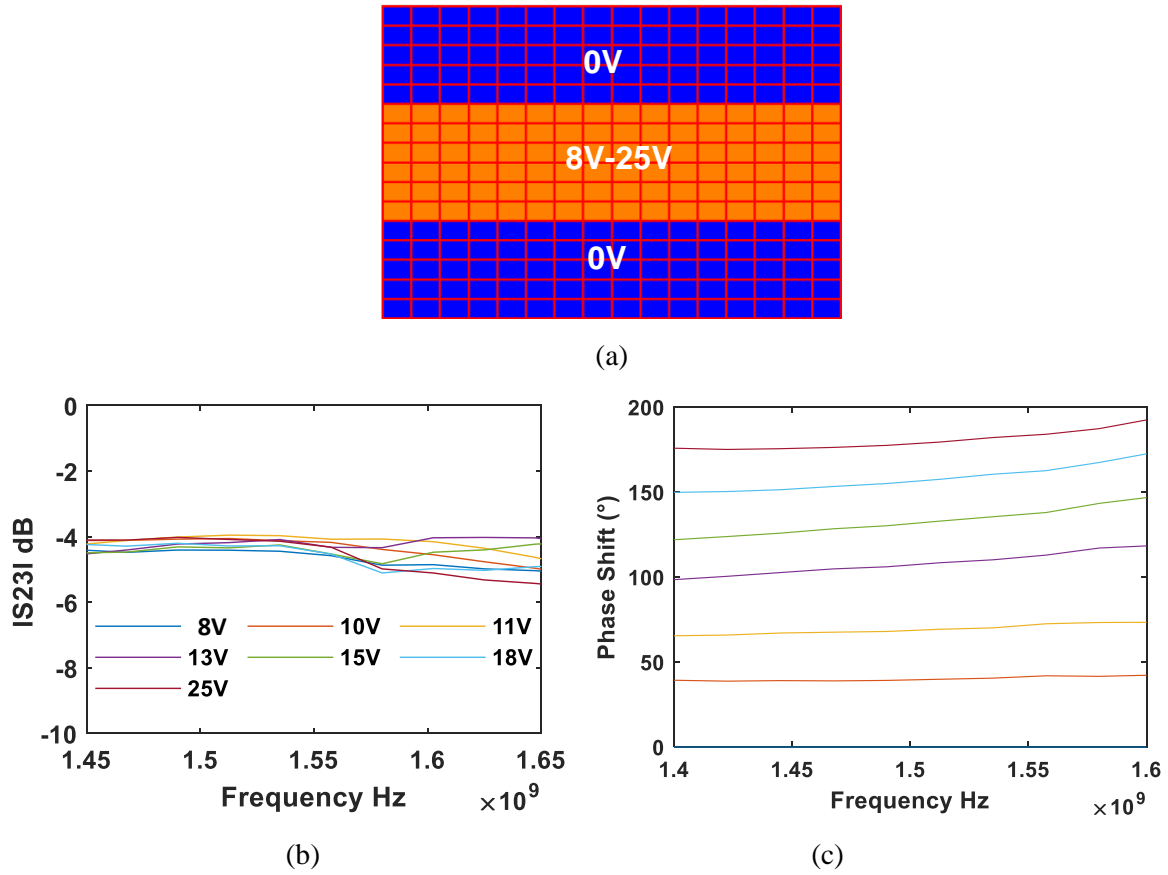 0V
8V-25V
0V
(a)
0
-2
-4
-6
-8
-10
IS23I dB
8V 10V 11V
13V 15V 18V
25V
1.45 1.5 1.55 1.6 1.65
Frequency Hz ×10⁹
(b)
200
150
100
50
0
Phase Shift (°)
1.4 1.45 1.5 1.55 1.6
Frequency Hz ×10⁹
(c)